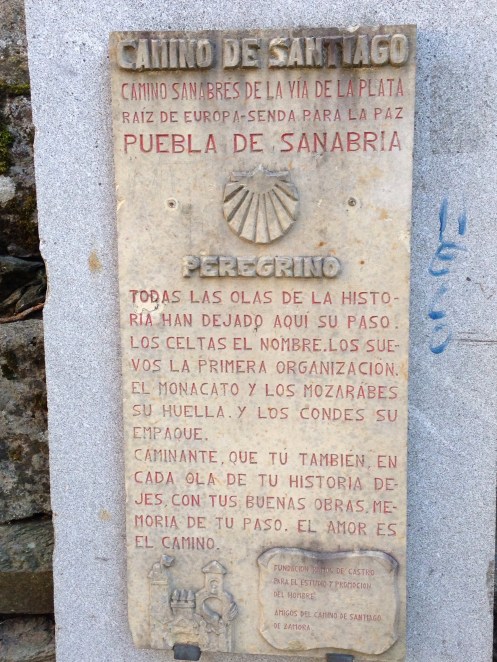 CAMINO DE SANTIAGO
CAMINO SANABRES DE LA VIA DE LA PLATA
RAÍZ DE EUROPA-SENDA PARA LA PAZ
PUEBLA DE SANABRIA
PEREGRINO
TODAS LAS OLAS DE LA HISTO-
RIA HAN DEJADO AQUI SU PASO.
LOS CELTAS EL NOMBRE, LOS SUE-
VOS LA PRIMERA ORGANIZACION,
EL MONACATO Y LOS MOZARABES
SU HUELLA. Y LOS CONDES SU
EMPAQUE.
CAMINANTE, QUE TÚ TAMBIÉN, EN
CADA OLA DE TU HISTORIA DE-
JES, CON TUS BUENAS OBRAS, ME-
MORIA DE TU PASO. EL AMOR ES
EL CAMINO.
FUNDACION RAMOS DE CASTRO
PARA EL ESTUDIO Y PROMOCION
DEL HOMBRE
AMIGOS DEL CAMINO DE SANTIAGO
DE ZAMORA